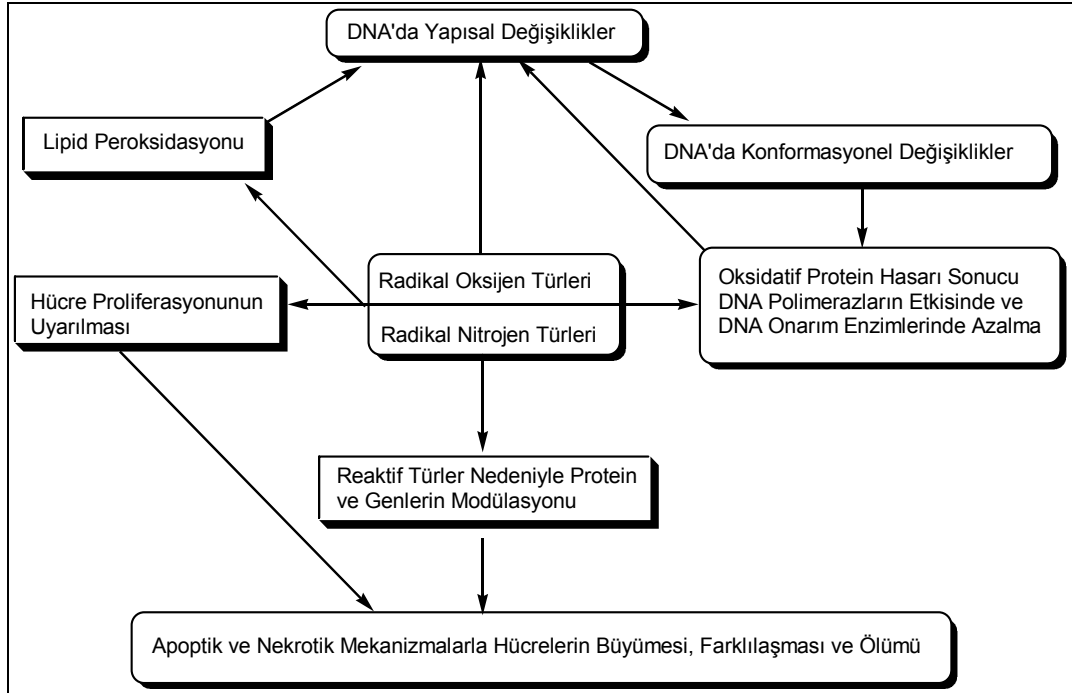 DNA'da Yapısal Değişiklikler
Lipid Peroksidasyonu
DNA'da Konformasyonel Değişiklikler
Radikal Oksijen Türleri
Radikal Nitrojen Türleri
Hücre Proliferasyonunun
Uyarılması
Oksidatif Protein Hasarı Sonucu
DNA Polimerazların Etkisinde ve
DNA Onarım Enzimlerinde Azalma
Reaktif Türler Nedeniyle Protein
ve Genlerin Modülasyonu
Apoptik ve Nekrotik Mekanizmalarla Hücrelerin Büyümesi, Farklılaşması ve Ölümü